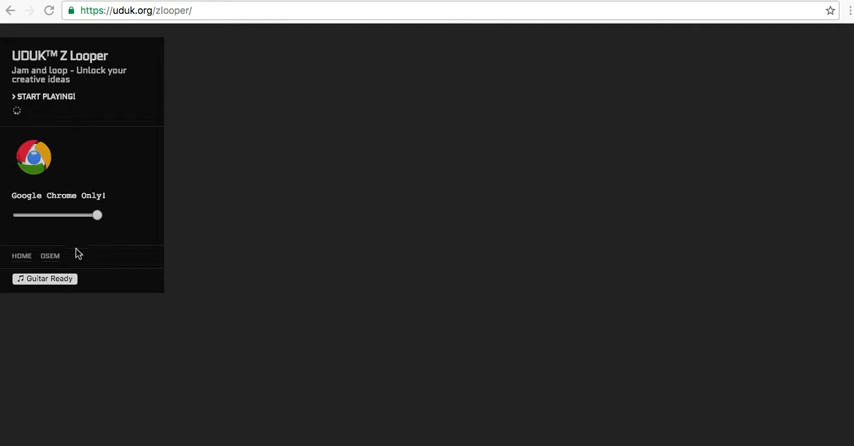 https://uduk.org/zlooper/
UDUK™ Z Looper
Jam and loop - Unlock your
creative ideas
> START PLAYING!
Google Chrome Only!
HOME OSEM
♫ Guitar Ready